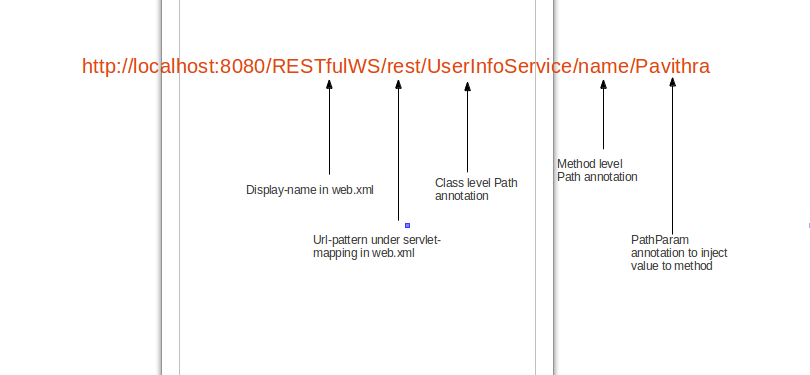 http://localhost:8080/RESTfulWS/rest/UserInfoService/name/Pavithra
Display-name in web.xml
Url-pattern under servlet-
mapping in web.xml
Class level Path
annotation
Method level
Path annotation
PathParam
annotation to inject
value to method